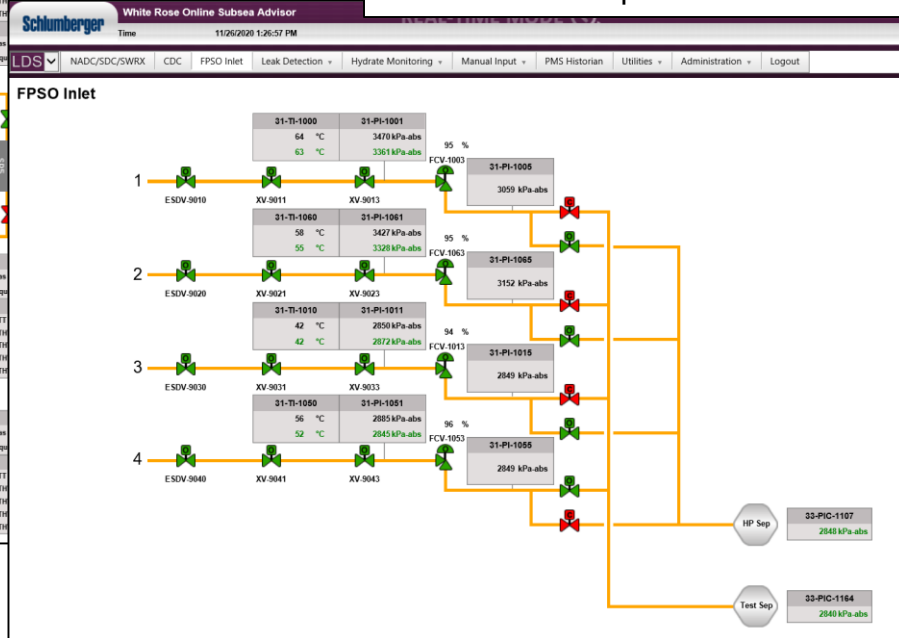 White Rose Online Subsea Advisor
Schlumberger
Time 11/26/2020 1:26:57 PM
LDS NADC/SDC/SWRX CDC FPSO Inlet Leak Detection Hydrate Monitoring Manual Input PMS Historian Utilities Administration Logout
FPSO Inlet
31-TI-1000 31-PI-1001
64 °C 3470 kPa-abs
63 °C 3361 kPa-abs
95 %
FCV-1003
31-PI-1005
3059 kPa-abs
1
O O O C O
ESDV-9010 XV-9011 XV-9013
31-TI-1060 31-PI-1061
58 °C 3427 kPa-abs
55 °C 3328 kPa-abs
95 %
FCV-1063
31-PI-1065
3152 kPa-abs
2
O O O C O
ESDV-9020 XV-9021 XV-9023
31-TI-1010 31-PI-1011
42 °C 2850 kPa-abs
42 °C 2872 kPa-abs
94 %
FCV-1013
31-PI-1015
2849 kPa-abs
3
O O O C O
ESDV-9030 XV-9031 XV-9033
31-TI-1050 31-PI-1051
56 °C 2885 kPa-abs
52 °C 2845 kPa-abs
96 %
FCV-1053
31-PI-1055
2849 kPa-abs
4
O O O O C
ESDV-9040 XV-9041 XV-9043
HP Sep
33-PIC-1107
2848 kPa-abs
Test Sep
33-PIC-1164
2840 kPa-abs